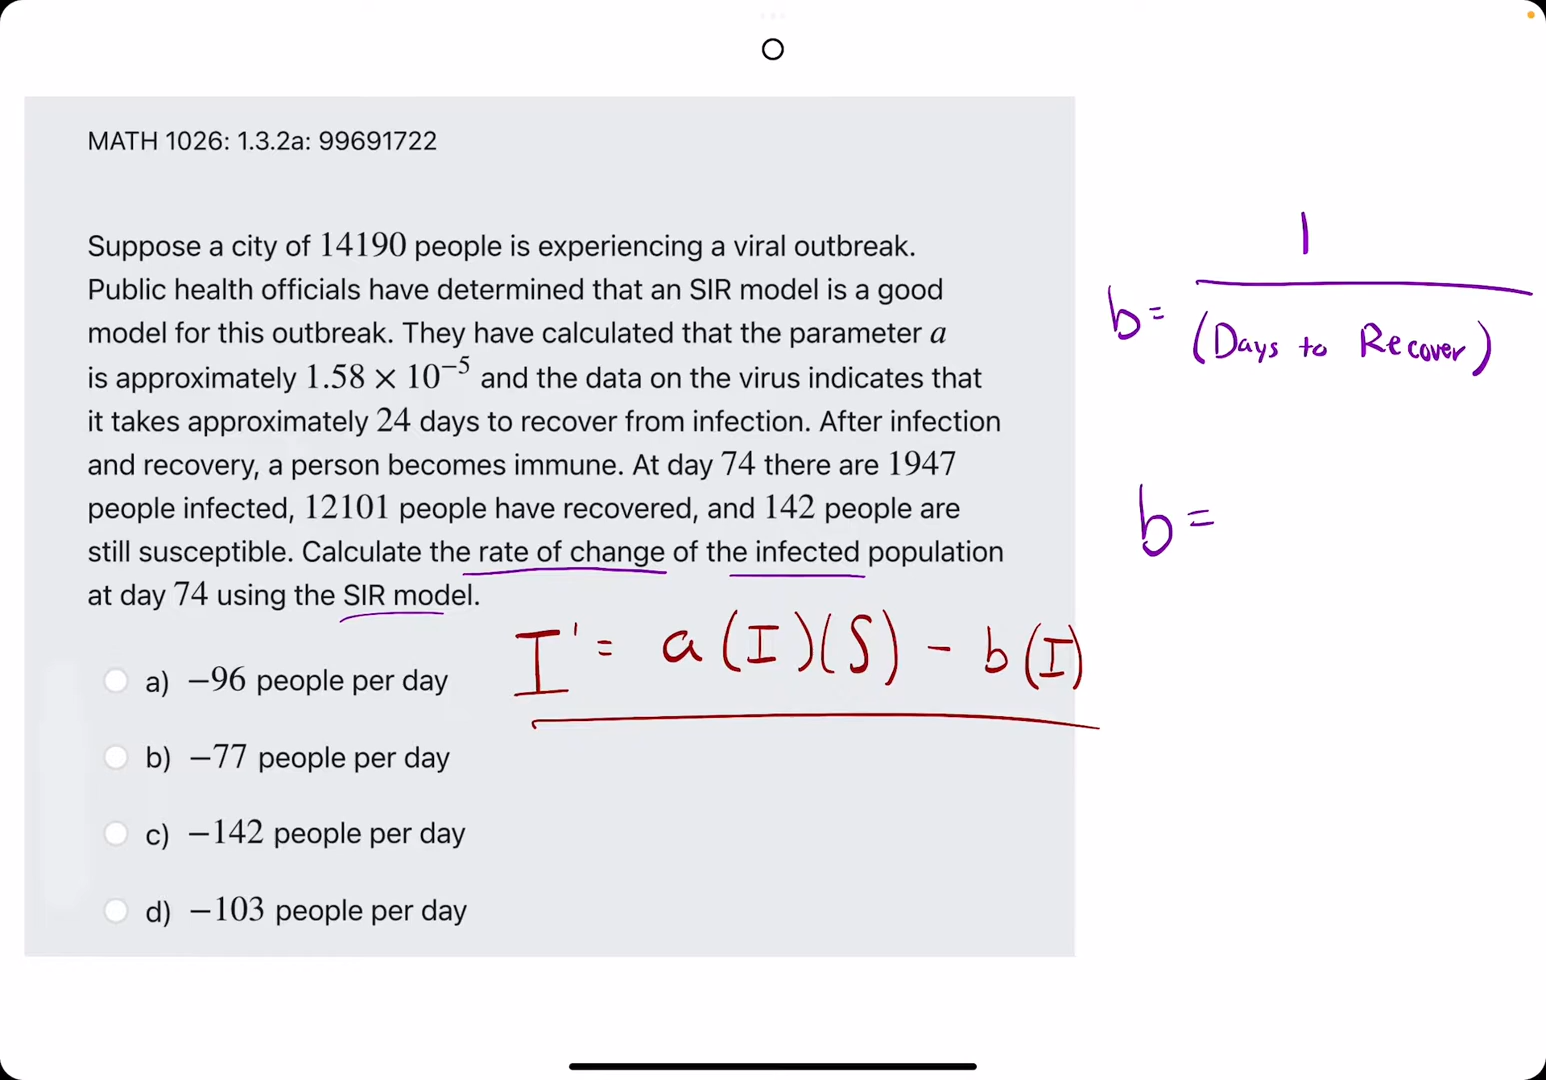 MATH 1026: 1.3.2a: 99691722
Suppose a city of 14190 people is experiencing a viral outbreak.
Public health officials have determined that an SIR model is a good
model for this outbreak. They have calculated that the parameter a
is approximately 1.58 × 10⁻⁵ and the data on the virus indicates that
it takes approximately 24 days to recover from infection. After infection
and recovery, a person becomes immune. At day 74 there are 1947
people infected, 12101 people have recovered, and 142 people are
still susceptible. Calculate the rate of change of the infected population
at day 74 using the SIR model.
I' = a(I)(S) - b(I)
a) −96 people per day
b) −77 people per day
c) −142 people per day
d) −103 people per day
1
b =
(Days to Recover)
b =